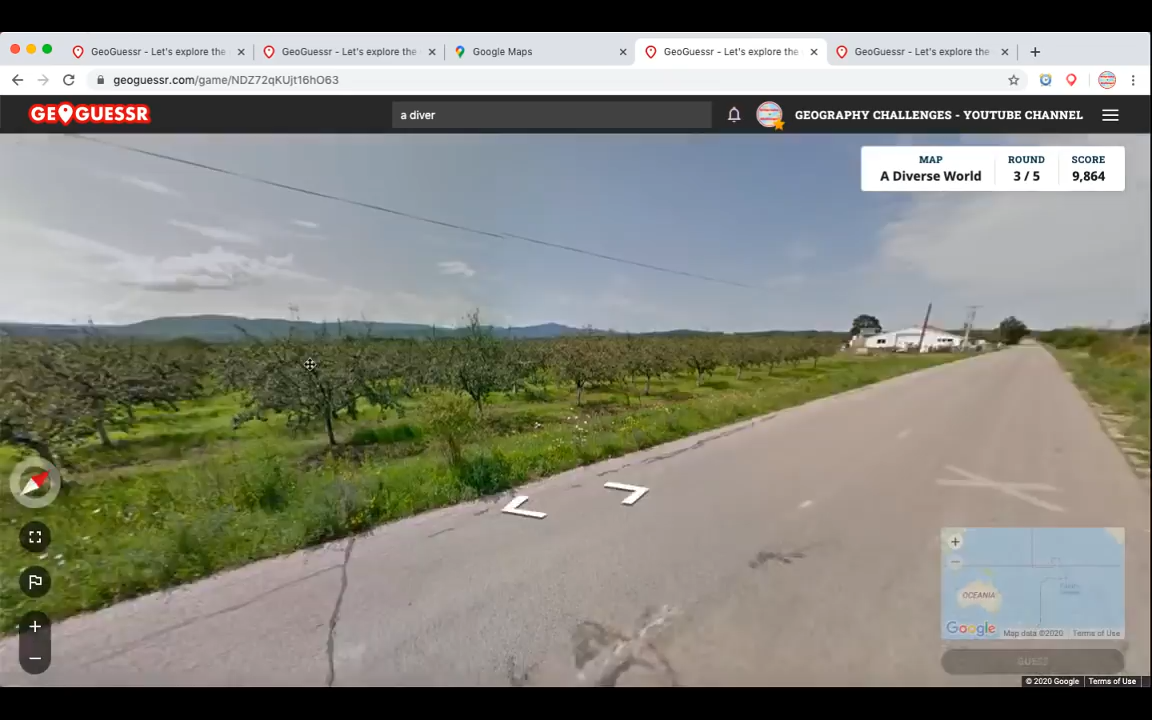 GeoGuessr - Let's explore the
GeoGuessr - Let's explore the
Google Maps
GeoGuessr - Let's explore the
GeoGuessr - Let's explore the
geoguessr.com/game/NDZ72qKUjt16hO63
GEOGUESSR
a diver
GEOGRAPHY CHALLENGES - YOUTUBE CHANNEL
MAP ROUND SCORE
A Diverse World 3 / 5 9,864
OCEANIA
Google Map data ©2020 Terms of Use
GUESS
© 2020 Google Terms of Use